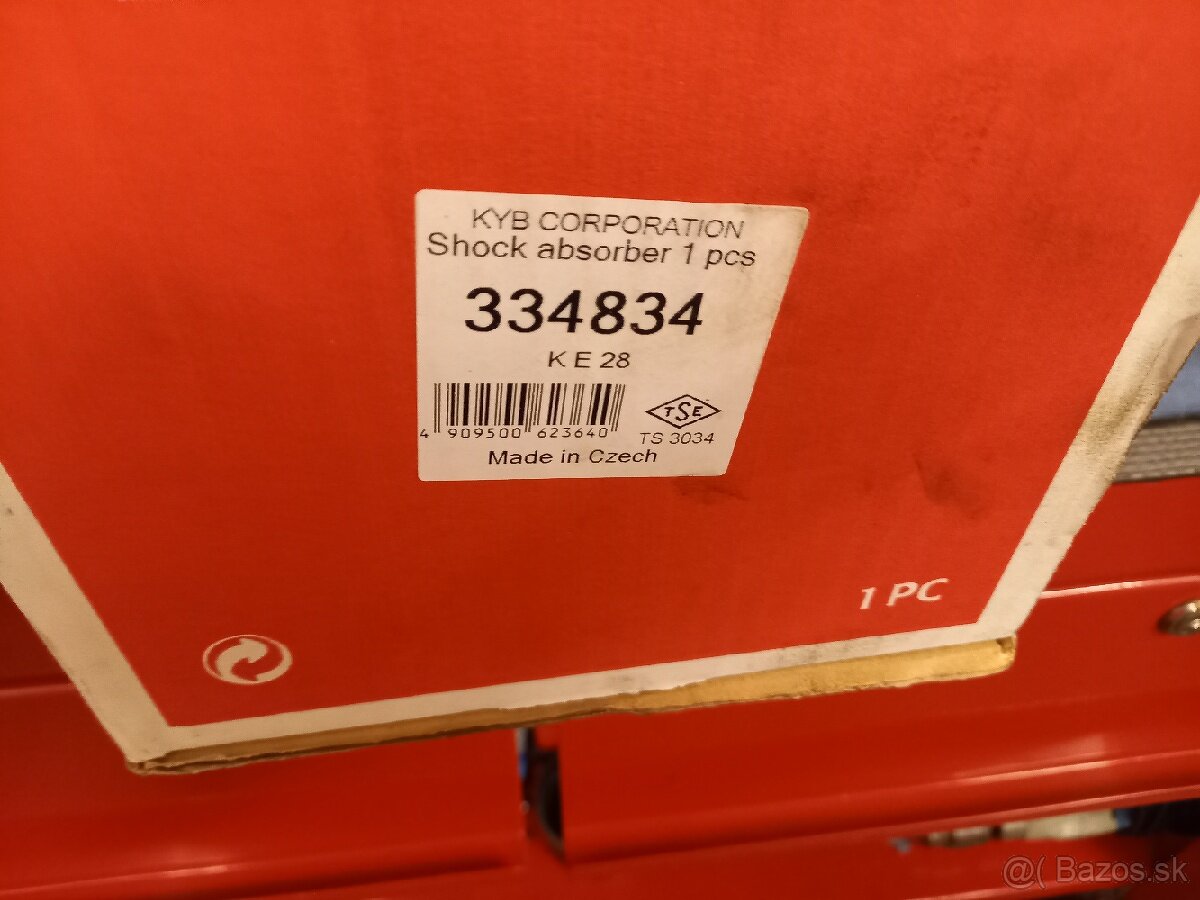 KYB CORPORATION
Shock absorber 1 pcs
334834
K E 28
TSE
4 909500 623640
TS 3034
Made in Czech
1 PC
@( Bazos.sk